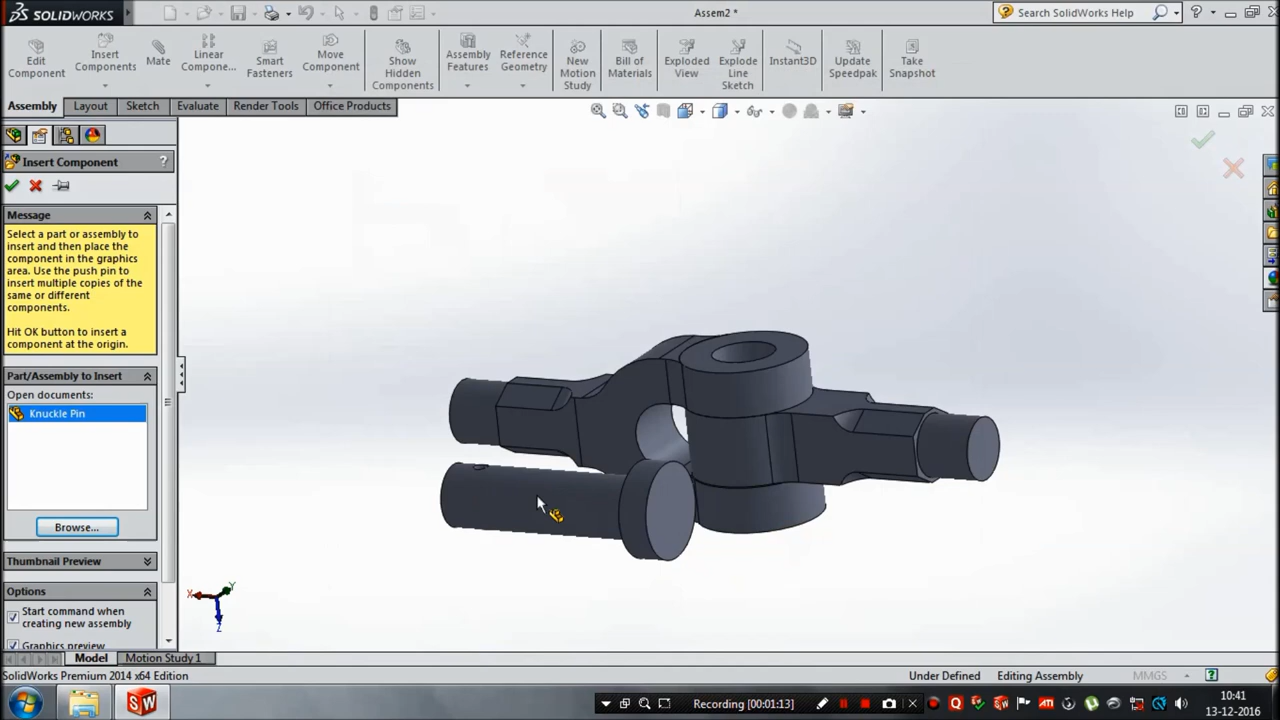 SOLIDWORKS
Assem2 *
Search SolidWorks Help
Edit
Component
Insert
Components
Mate
Linear
Compone...
Smart
Fasteners
Move
Component
Show
Hidden
Components
Assembly
Features
Reference
Geometry
New
Motion
Study
Bill of
Materials
Exploded
View
Explode
Line
Sketch
Instant3D
Update
Speedpak
Take
Snapshot
Assembly
Layout
Sketch
Evaluate
Render Tools
Office Products
Insert Component
?
Message
Select a part or assembly to
insert and then place the
component in the graphics
area. Use the push pin to
insert multiple copies of the
same or different
components.
Hit OK button to insert a
component at the origin.
Part/Assembly to Insert
Open documents:
Knuckle Pin
Browse...
Thumbnail Preview
Options
Start command when
creating new assembly
Graphics preview
X
Y
Z
Model
Motion Study 1
SolidWorks Premium 2014 x64 Edition
Under Defined
Editing Assembly
MMGS
Recording [00:01:13]
10:41
13-12-2016